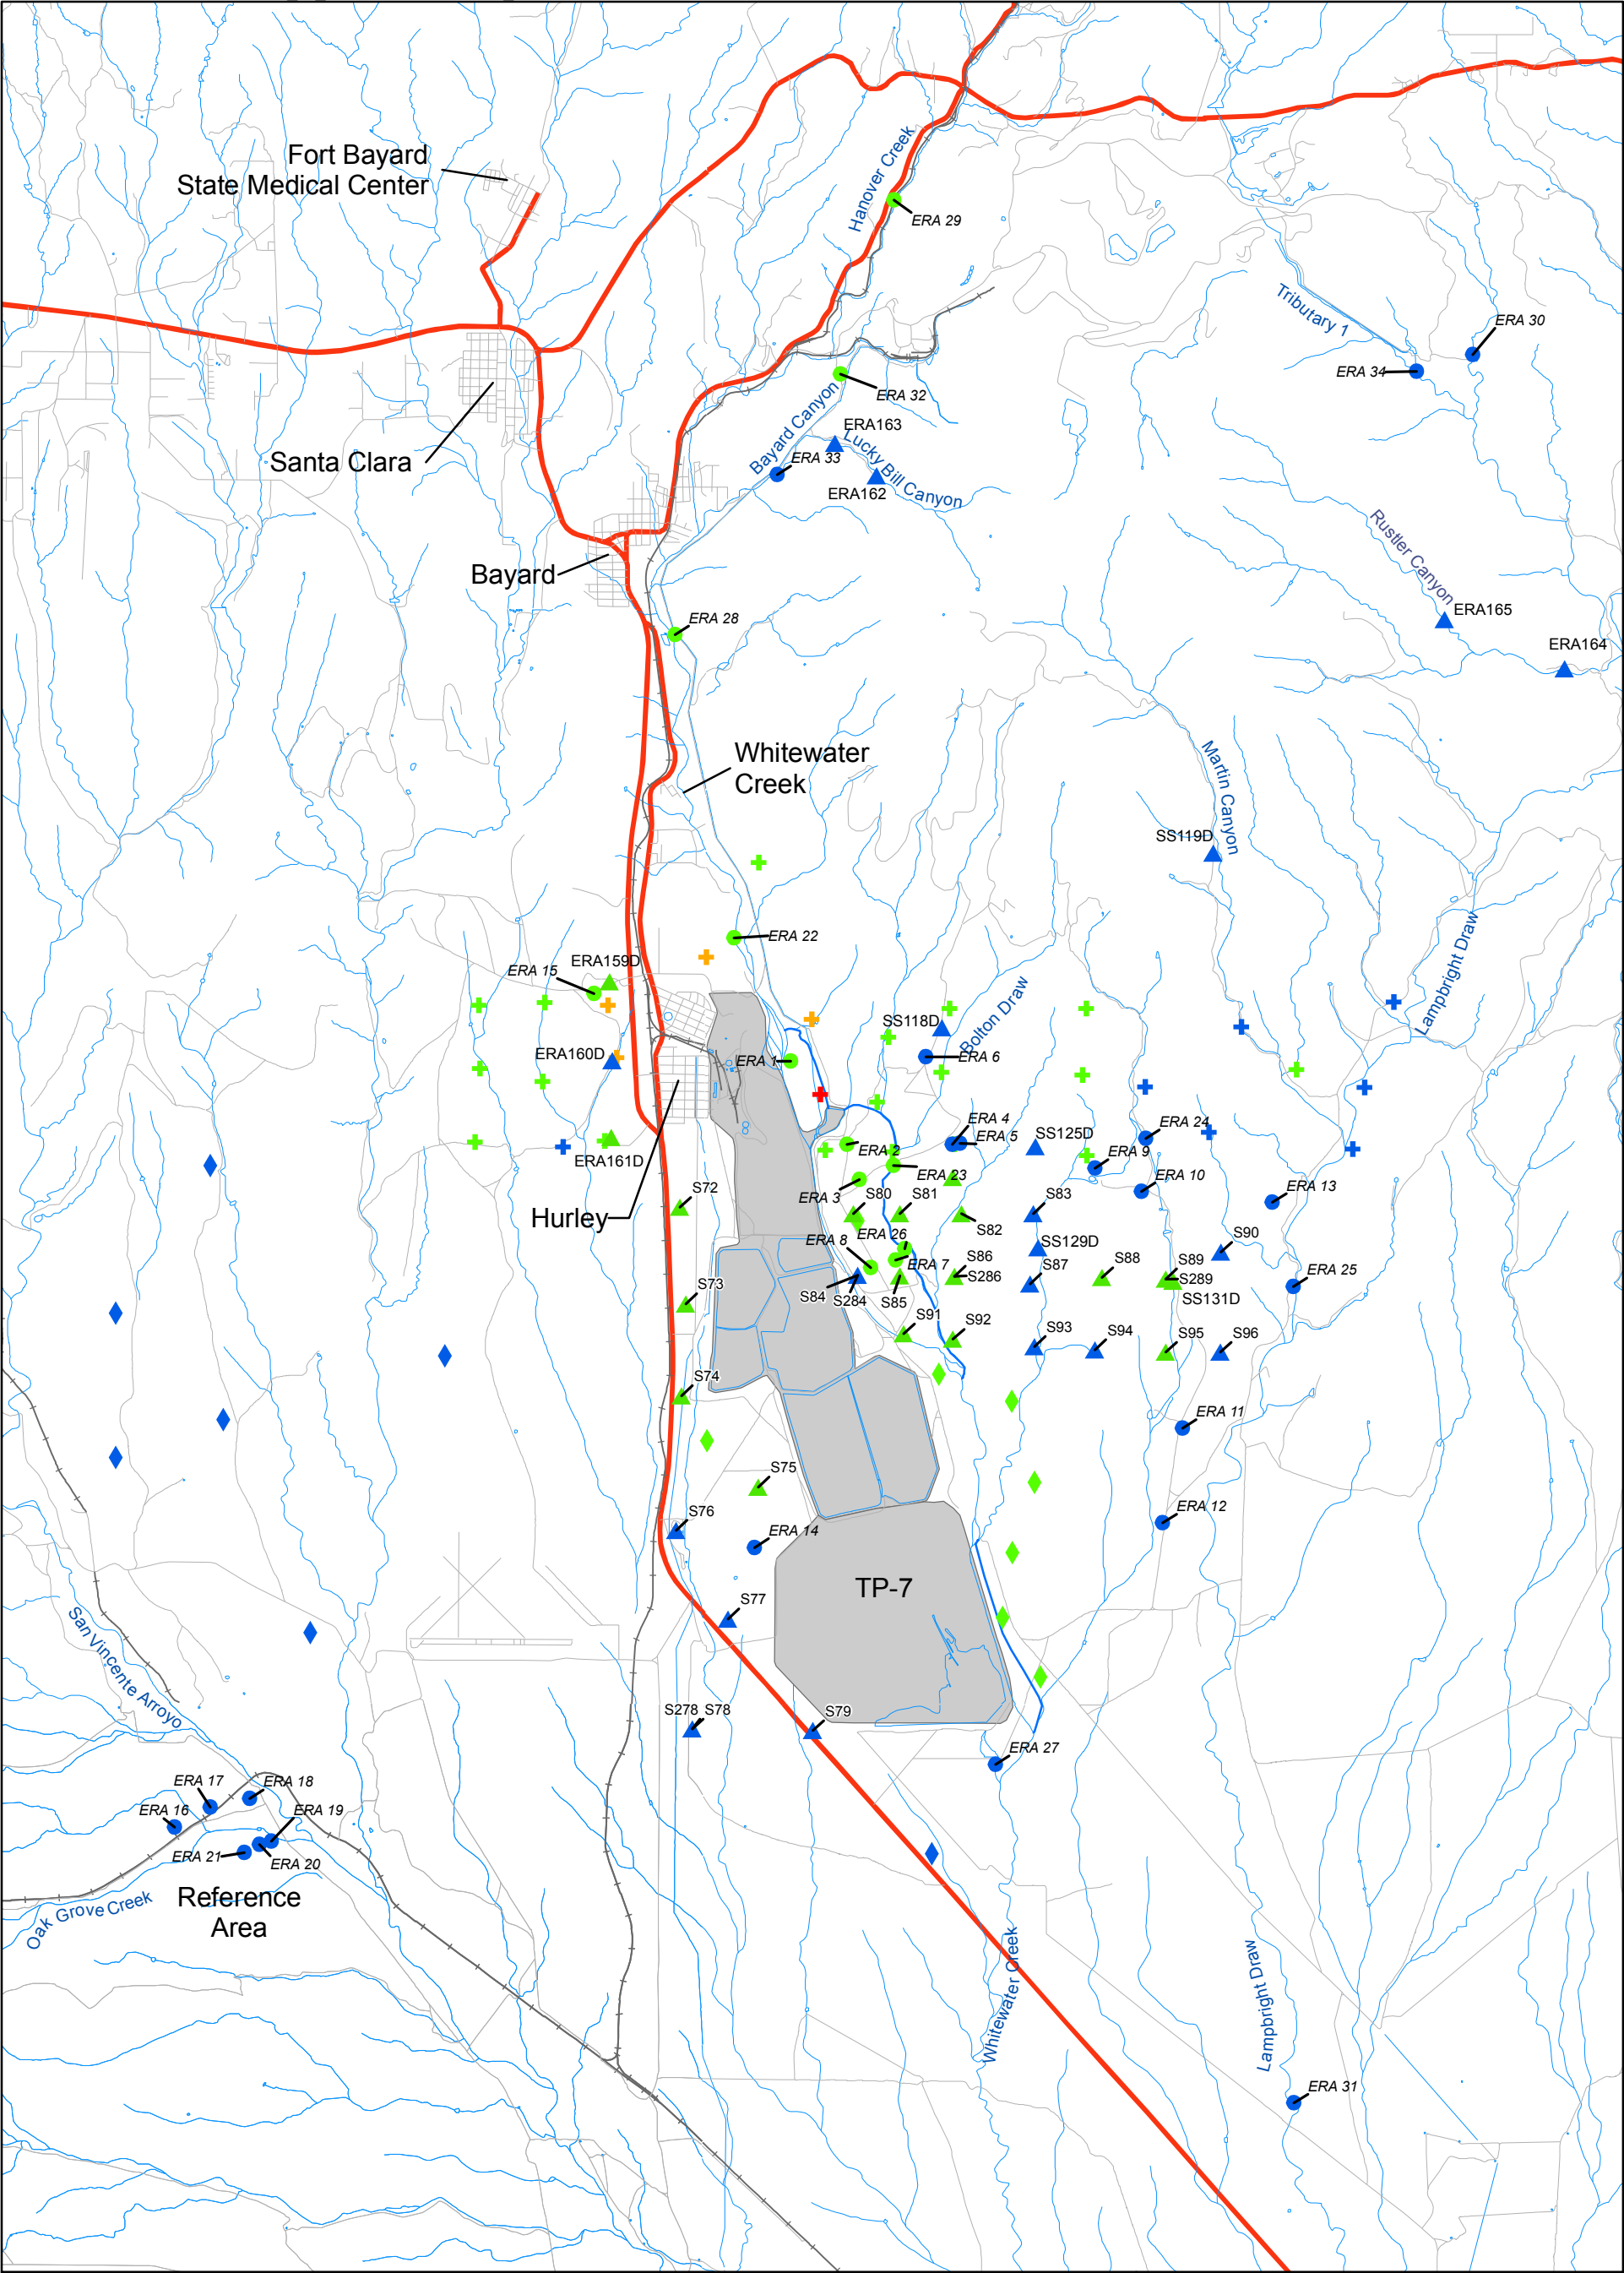 Fort Bayard
State Medical Center
Hanover Creek
ERA 29
Tributary 1
ERA 30
ERA 34
ERA 32
Bayard Canyon
ERA163
Lucky Bill Canyon
Santa Clara
ERA 33
ERA162
Rustler Canyon
Bayard
ERA165
ERA 28
ERA164
Whitewater
Creek
Martin Canyon
SS119D
Lampbright Draw
ERA 22
ERA159D
ERA 15
Bolton Draw
SS118D
ERA160D
ERA 1
ERA 6
ERA 4
ERA 5
SS125D
ERA 24
ERA 2
ERA161D
ERA 9
ERA 23
ERA 10
ERA 3
S72
S80
S81
S83
ERA 13
Hurley
S82
ERA 26
ERA 8
SS129D
S90
S86
S88
S89
ERA 7
S286
S87
S289
ERA 25
S73
S84
S284
S85
SS131D
S91
S92
S93
S94
S95
S96
S74
ERA 11
S75
S76
ERA 12
ERA 14
TP-7
S77
San Vincente Arroyo
S278
S78
S79
ERA 27
ERA 17
ERA 18
ERA 16
ERA 19
ERA 21
ERA 20
Reference
Area
Oak Grove Creek
Whitewater Creek
Lampbright Draw
ERA 31